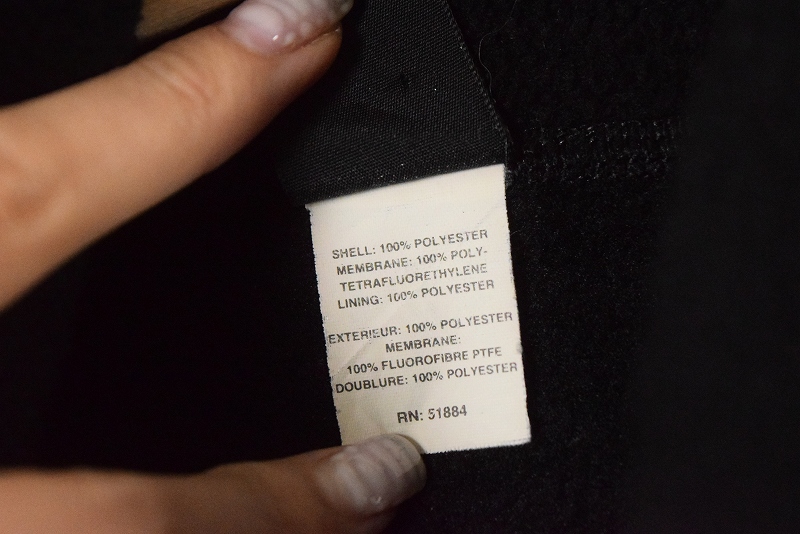 SHELL: 100% POLYESTER
MEMBRANE: 100% POLY-
TETRAFLUORETHYLENE
LINING: 100% POLYESTER
EXTERIEUR: 100% POLYESTER
MEMBRANE:
100% FLUOROFIBRE PTFE
DOUBLURE: 100% POLYESTER
RN: 51884